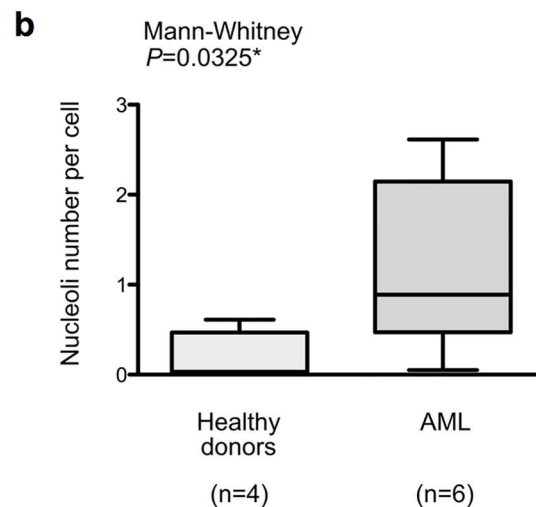 b
Mann-Whitney
P=0.0325*
Nucleoli number per cell
3
2
1
0
Healthy
donors
AML
(n=4)
(n=6)